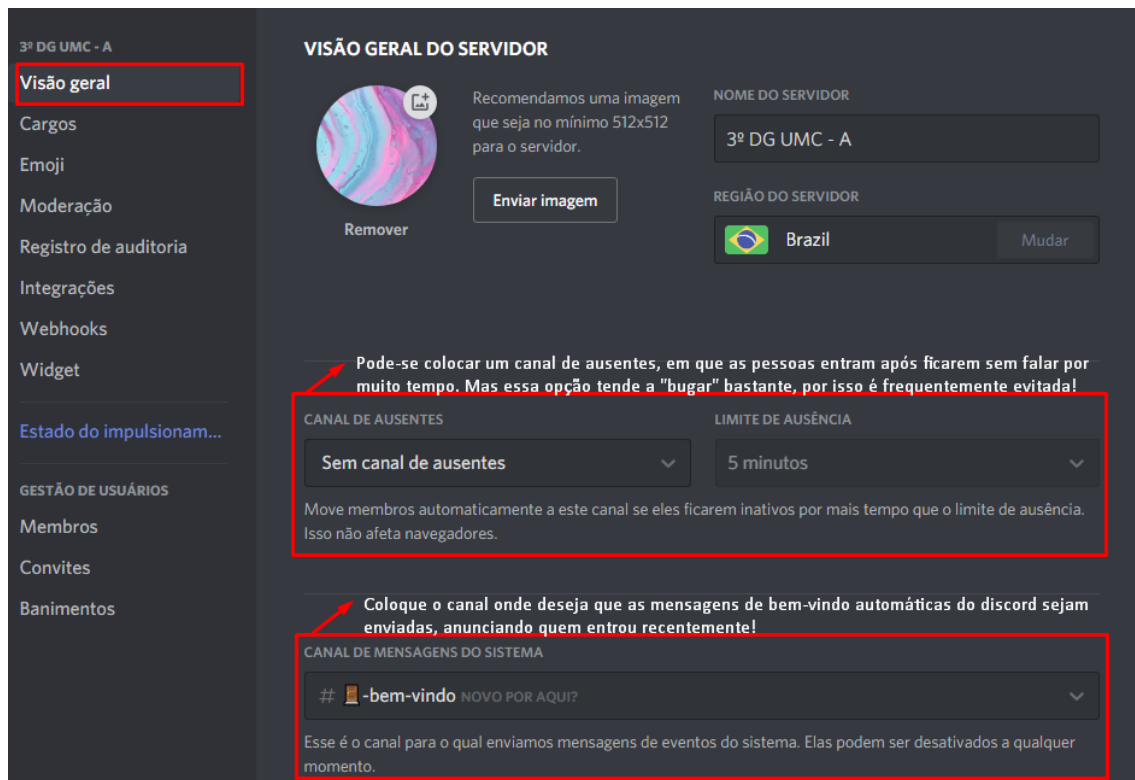 3º DG UMC - A
Visão geral
Cargos
Emoji
Moderação
Registro de auditoria
Integrações
Webhooks
Widget
Estado do impulsionam...
GESTÃO DE USUÁRIOS
Membros
Convites
Banimentos
VISÃO GERAL DO SERVIDOR
Recomendamos uma imagem
que seja no mínimo 512x512
para o servidor.
Enviar imagem
Remover
NOME DO SERVIDOR
3º DG UMC - A
REGIÃO DO SERVIDOR
Brazil
Mudar
Pode-se colocar um canal de ausentes, em que as pessoas entram após ficarem sem falar por
muito tempo. Mas essa opção tende a "bugar" bastante, por isso é frequentemente evitada!
CANAL DE AUSENTES
Sem canal de ausentes
LIMITE DE AUSÊNCIA
5 minutos
Move membros automaticamente a este canal se eles ficarem inativos por mais tempo que o limite de ausência.
Isso não afeta navegadores.
Coloque o canal onde deseja que as mensagens de bem-vindo automáticas do discord sejam
enviadas, anunciando quem entrou recentemente!
CANAL DE MENSAGENS DO SISTEMA
# 🚪-bem-vindo NOVO POR AQUI?
Esse é o canal para o qual enviamos mensagens de eventos do sistema. Elas podem ser desativados a qualquer
momento.